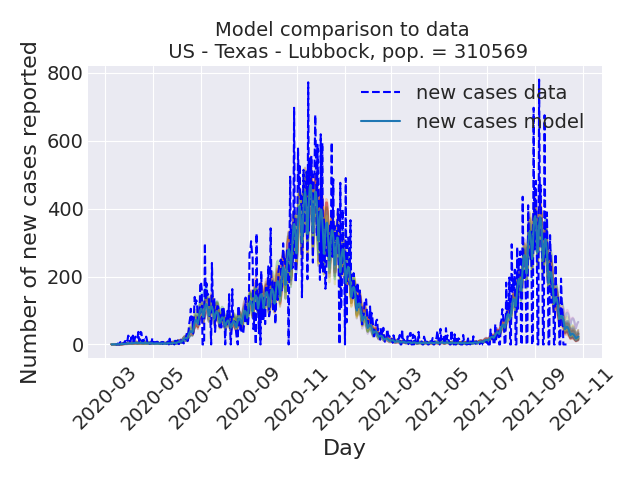 Model comparison to data
US - Texas - Lubbock, pop. = 310569
Number of new cases reported
800
600
400
200
0
new cases data
new cases model
2020-03
2020-05
2020-07
2020-09
2020-11
2021-01
2021-03
2021-05
2021-07
2021-09
2021-11
Day